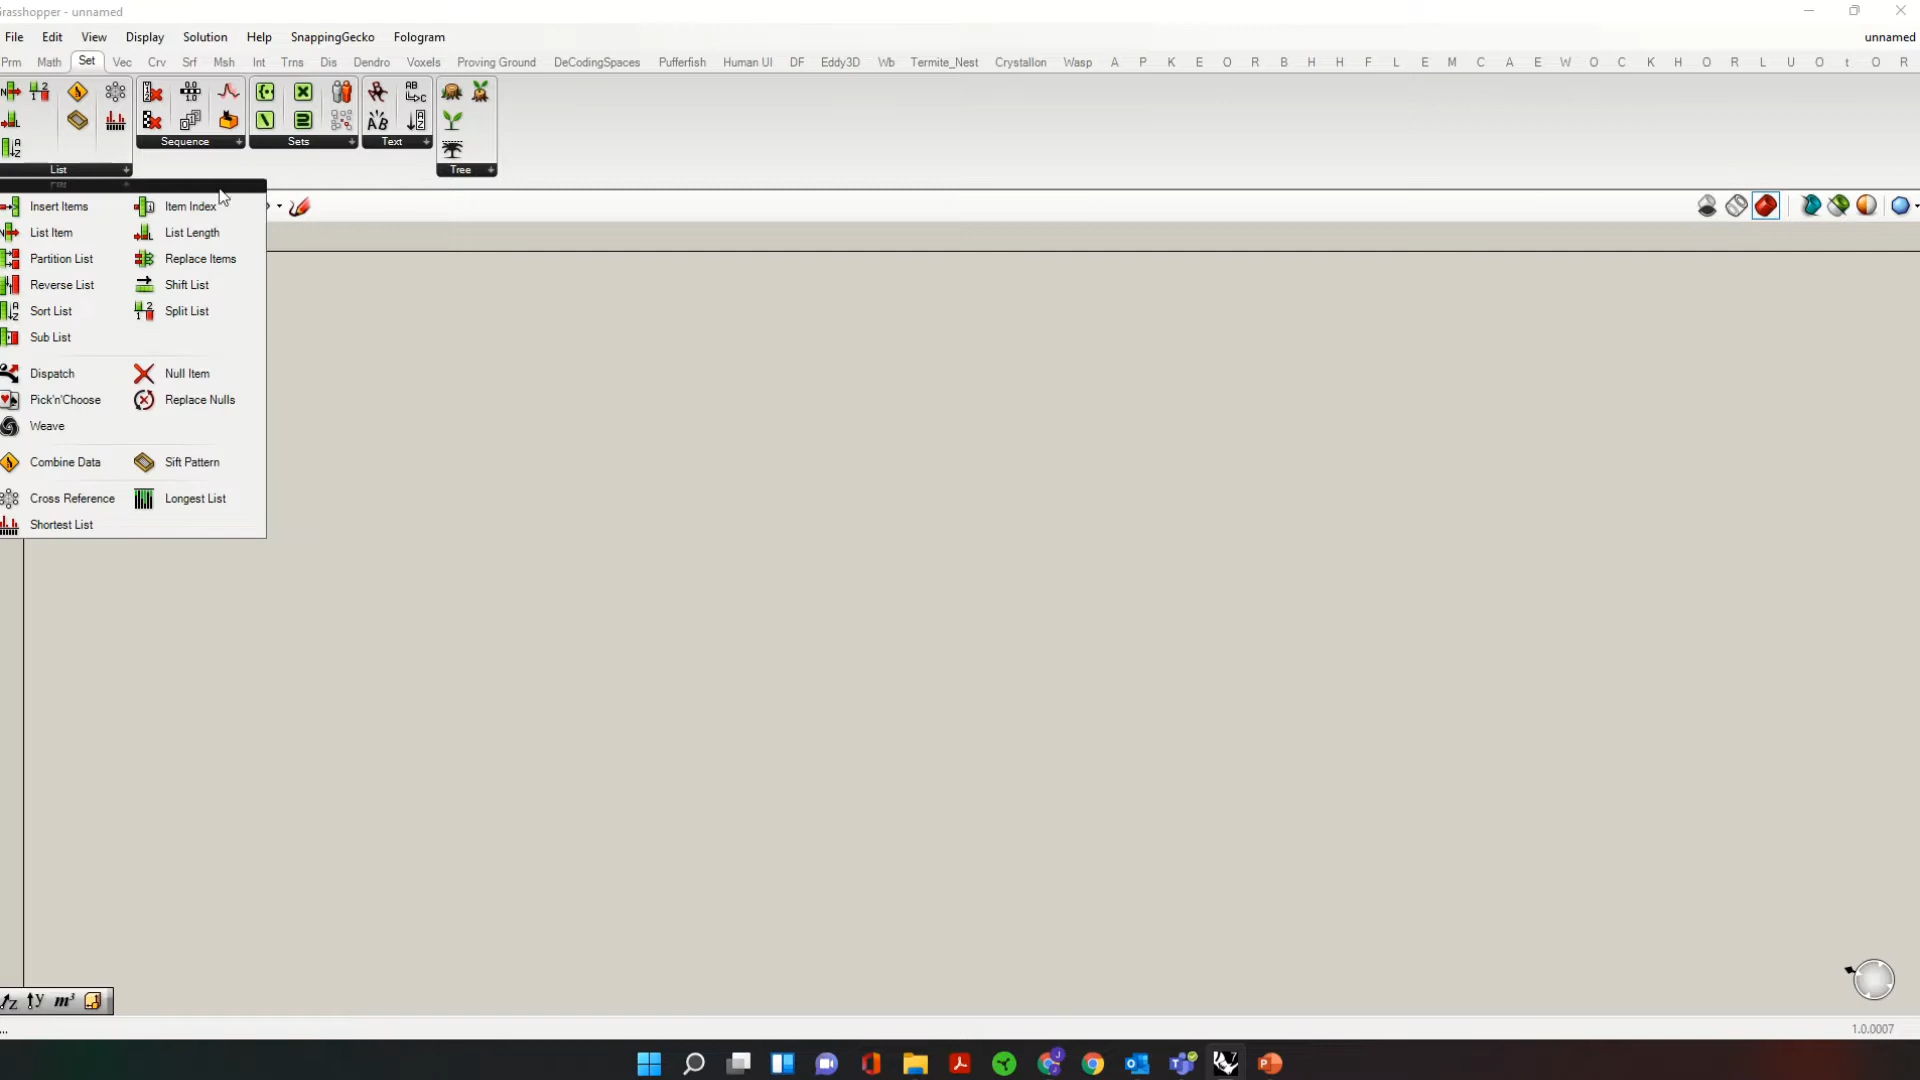 Grasshopper - unnamed
File Edit View Display Solution Help SnappingGecko Fologram unnamed
Prm Math Set Vec Crv Srf Msh Int Trns Dis Dendro Voxels Proving Ground DeCodingSpaces Pufferfish Human UI DF Eddy3D Wb Termite_Nest Crystallon Wasp A P K E O R B H H F L E M C A E W O C K H O R L U O t O R
List Sequence Sets Text Tree
Insert Items Item Index
List Item List Length
Partition List Replace Items
Reverse List Shift List
Sort List Split List
Sub List
Dispatch Null Item
Pick'n'Choose Replace Nulls
Weave
Combine Data Sift Pattern
Cross Reference Longest List
Shortest List
...
1.0.0007